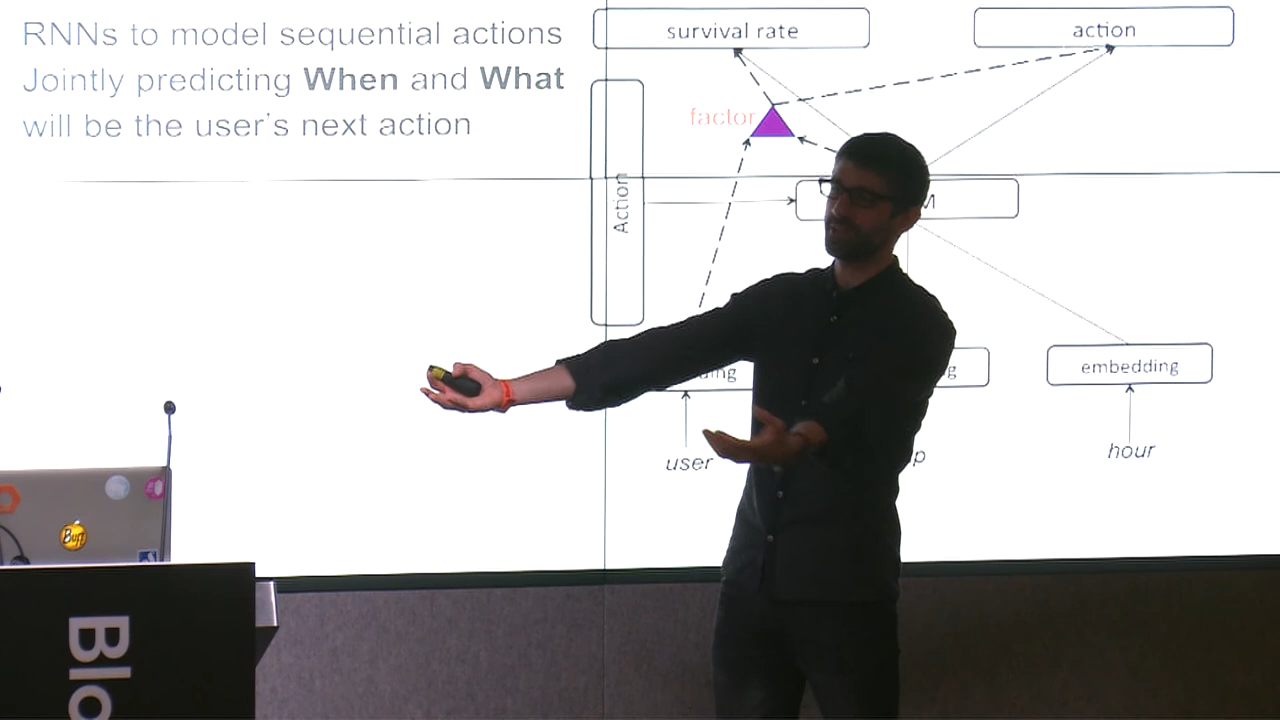 RNNs to model sequential actions
Jointly predicting When and What
will be the user's next action
survival rate
action
factor
Action
M
g
embedding
user
p
hour
Buff
Blo